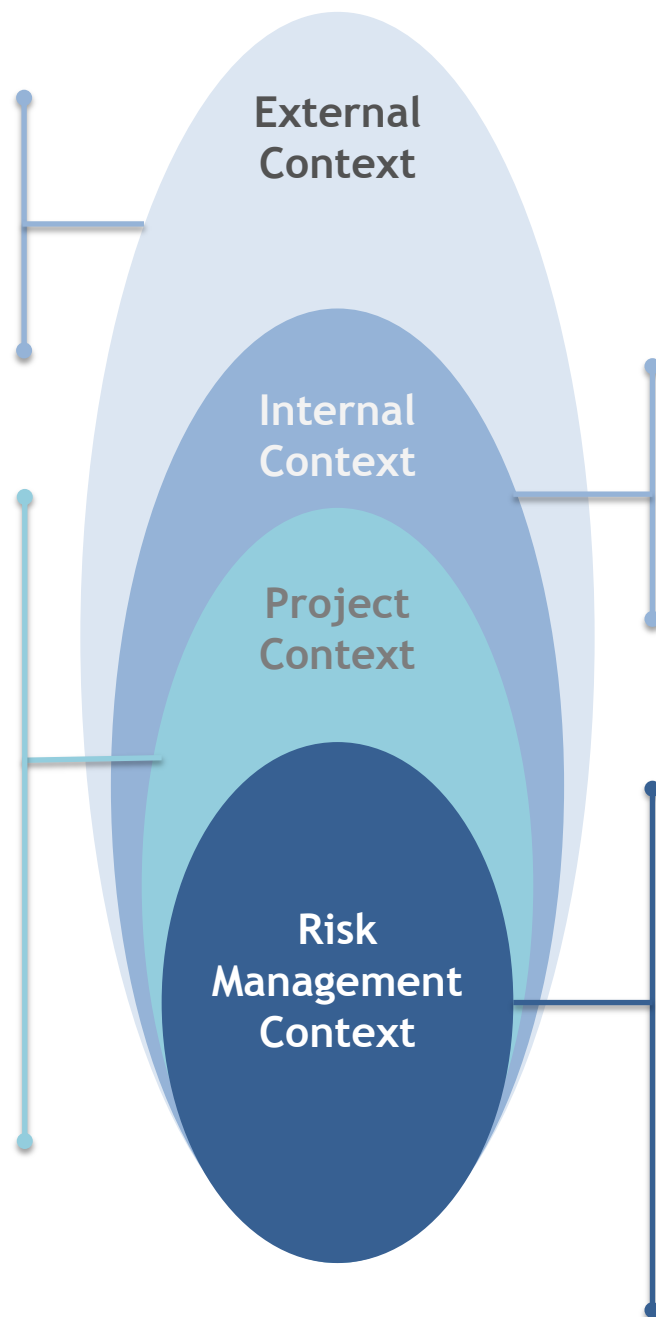 External
Context
Internal
Context
Project
Context
Risk
Management
Context